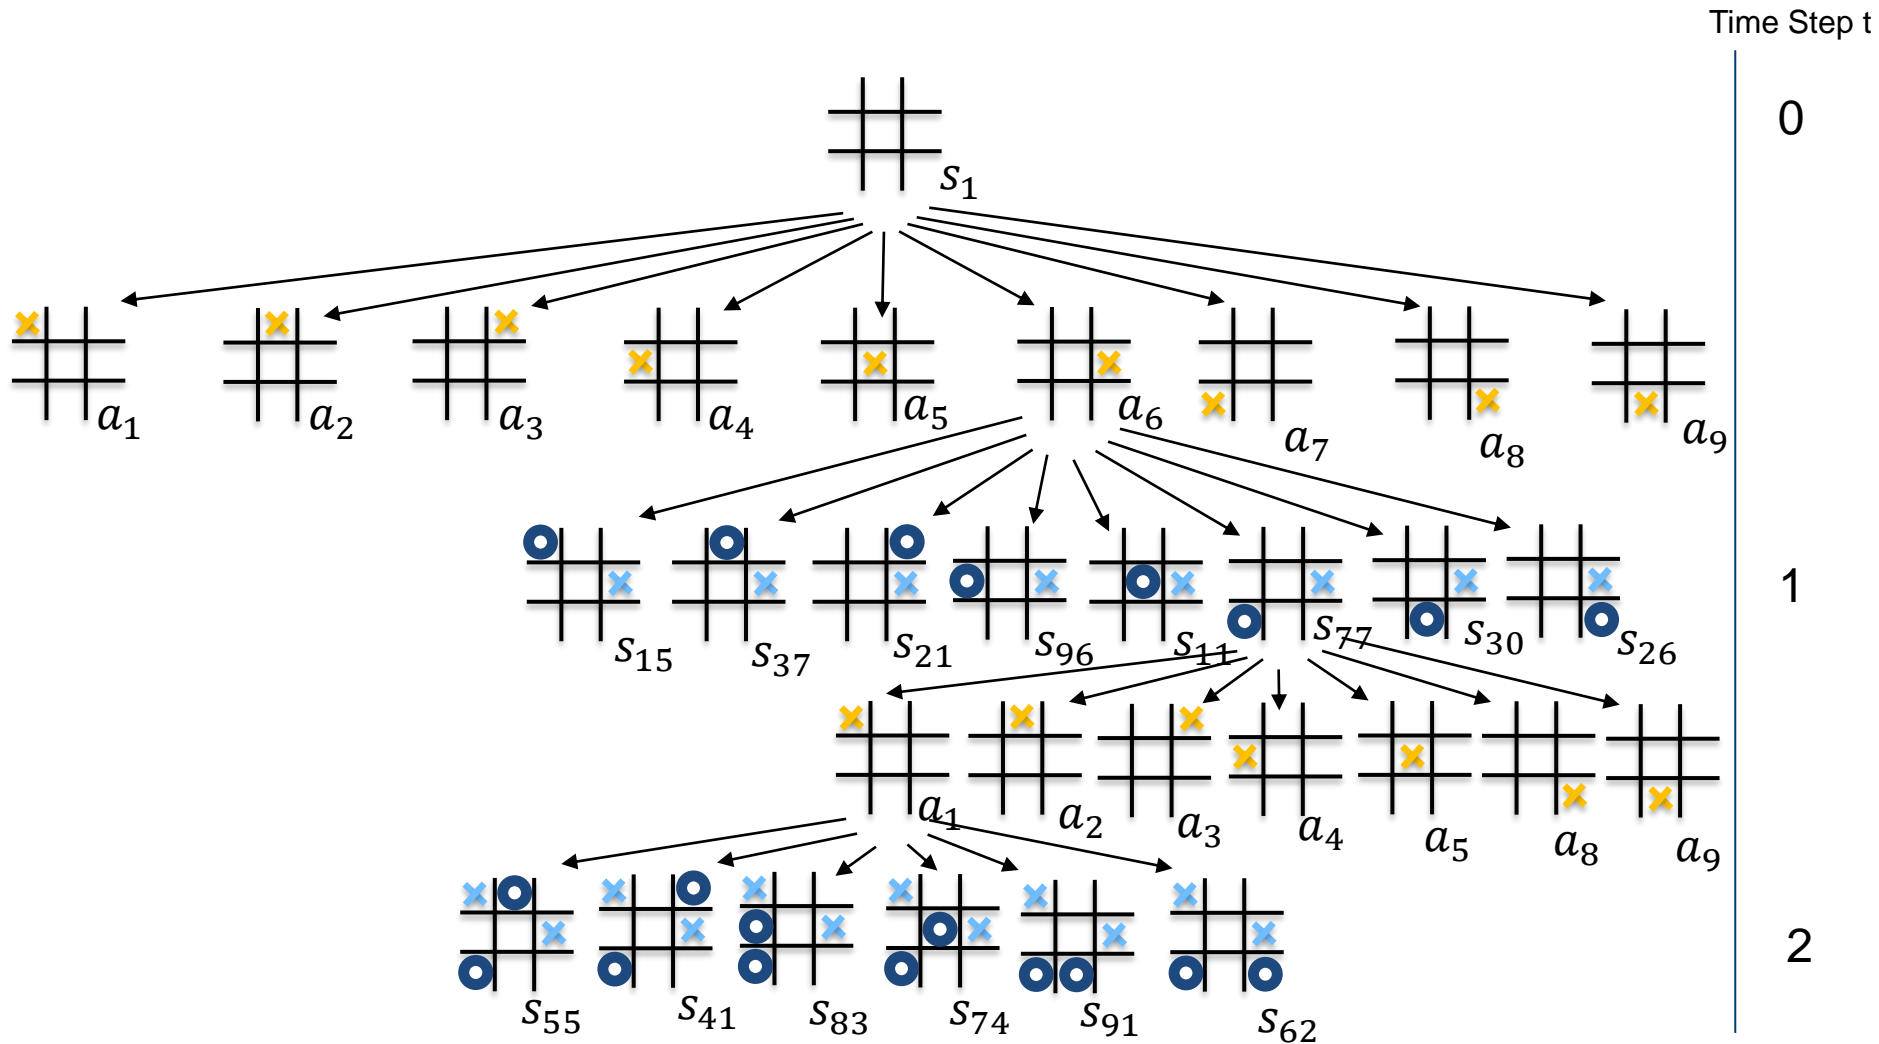 Time Step t
0
s₁
a₁ a₂ a₃ a₄ a₅ a₆ a₇ a₈ a₉
1
s₁₅ s₃₇ s₂₁ s₉₆ s₁₁ s₇₇ s₃₀ s₂₆
a₁ a₂ a₃ a₄ a₅ a₈ a₉
2
s₅₅ s₄₁ s₈₃ s₇₄ s₉₁ s₆₂